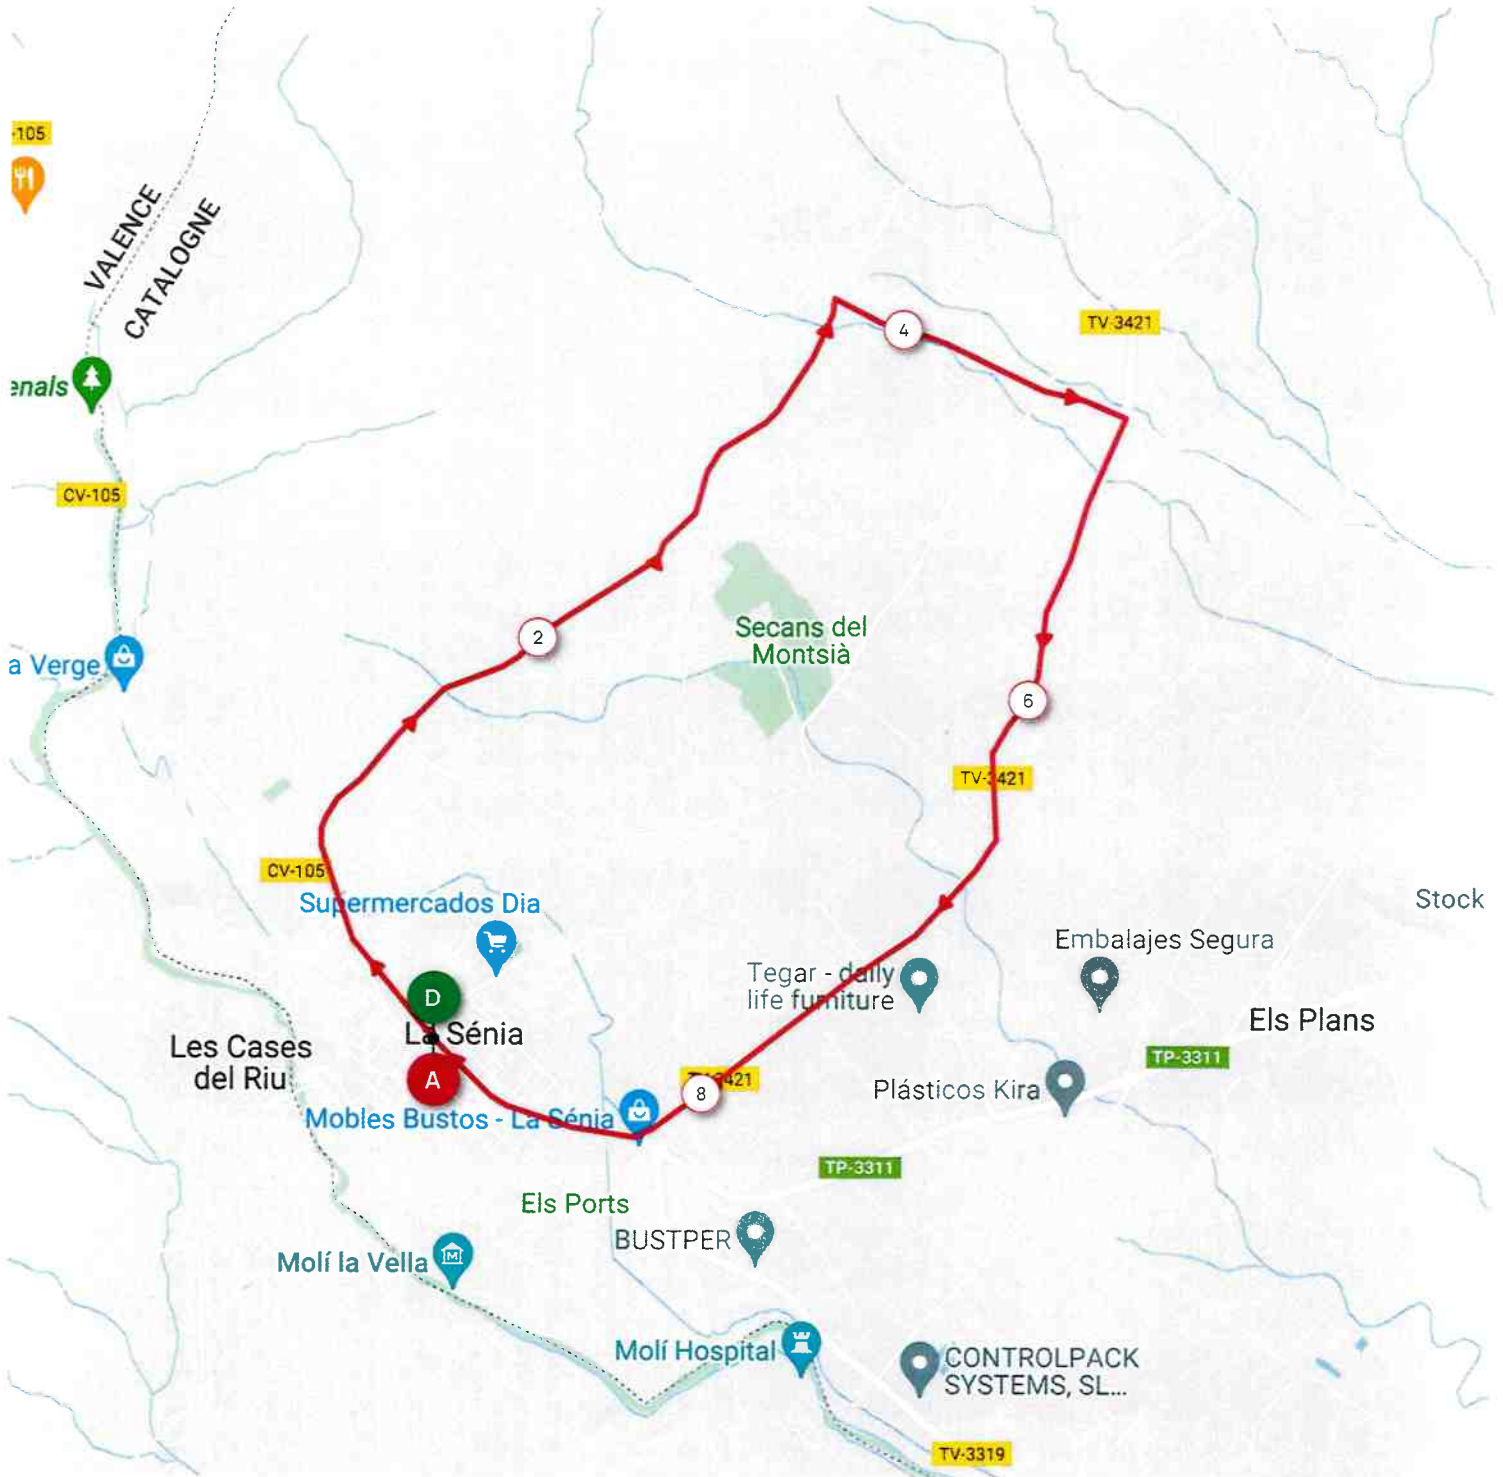 -105
VALENCE
CATALOGNE
4
TV-3421
enals
CV-105
2
Secans del
Montsià
a Verge
6
TV-3421
CV-105
Supermercados Dia
Stock
Embalajes Segura
D
Tegar - daily
life furniture
La Sénia
Els Plans
Les Cases
del Riu
TP-3311
A
8
3421
Plásticos Kira
Mobles Bustos - La Sénia
TP-3311
Els Ports
BUSTPER
Molí la Vella
M
Molí Hospital
CONTROLPACK
SYSTEMS, SL...
TV-3319